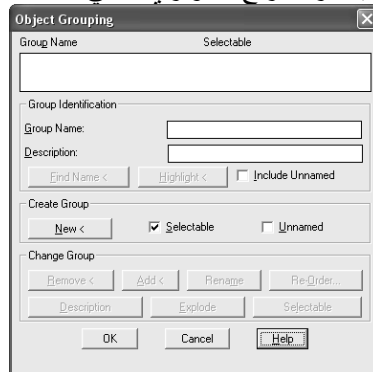 Object Grouping
Group Name Selectable
Group Identification
Group Name:
Description:
Find Name < Highlight < Include Unnamed
Create Group
New < Selectable Unnamed
Change Group
Remove < Add < Rename Re-Order...
Description Explode Selectable
OK Cancel Help